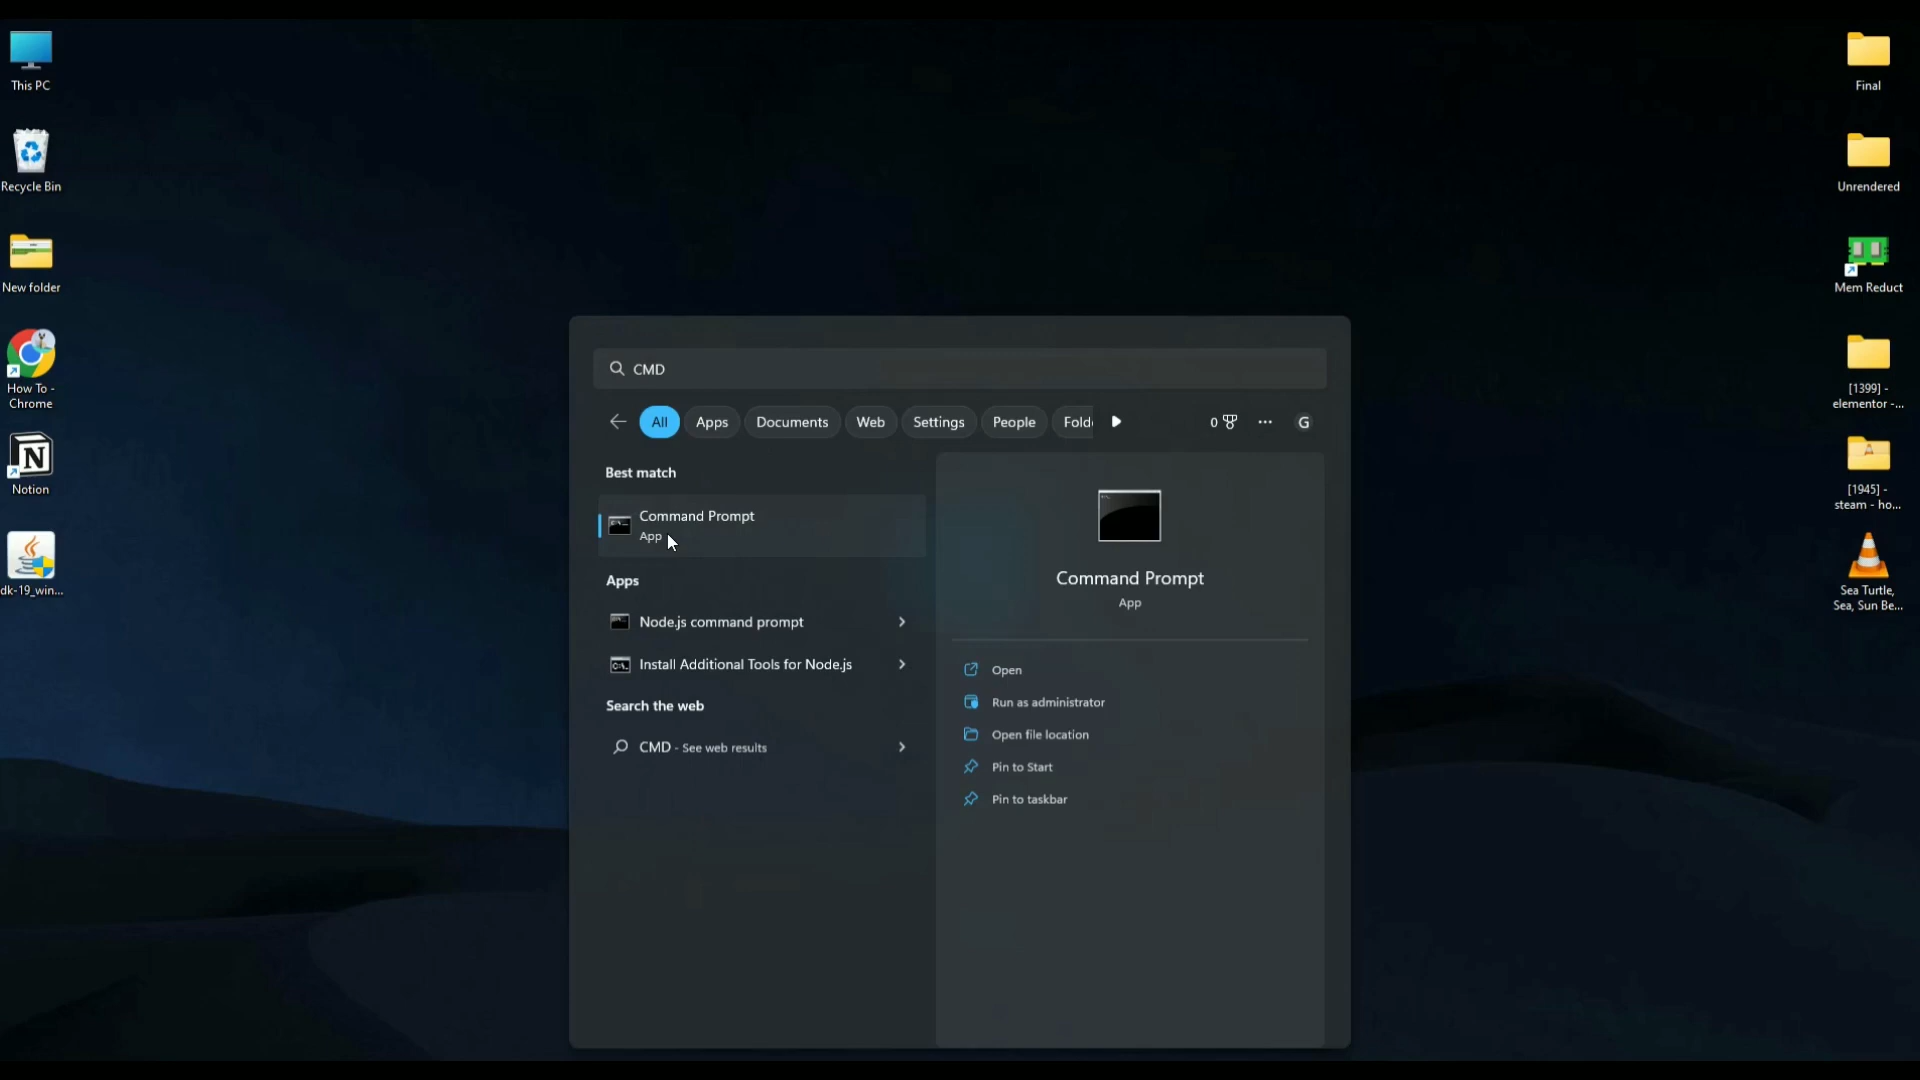 This PC
Recycle Bin
New folder
How To -
Chrome
Notion
dk-19_win...
CMD
All
Apps
Documents
Web
Settings
People
Fold
0
G
Best match
Command Prompt
App
Apps
Node.js command prompt
Install Additional Tools for Node.js
Search the web
CMD - See web results
Command Prompt
App
Open
Run as administrator
Open file location
Pin to Start
Pin to taskbar
Final
Unrendered
Mem Reduct
[1399] -
elementor -...
[1945] -
steam - ho...
Sea Turtle,
Sea, Sun Be...